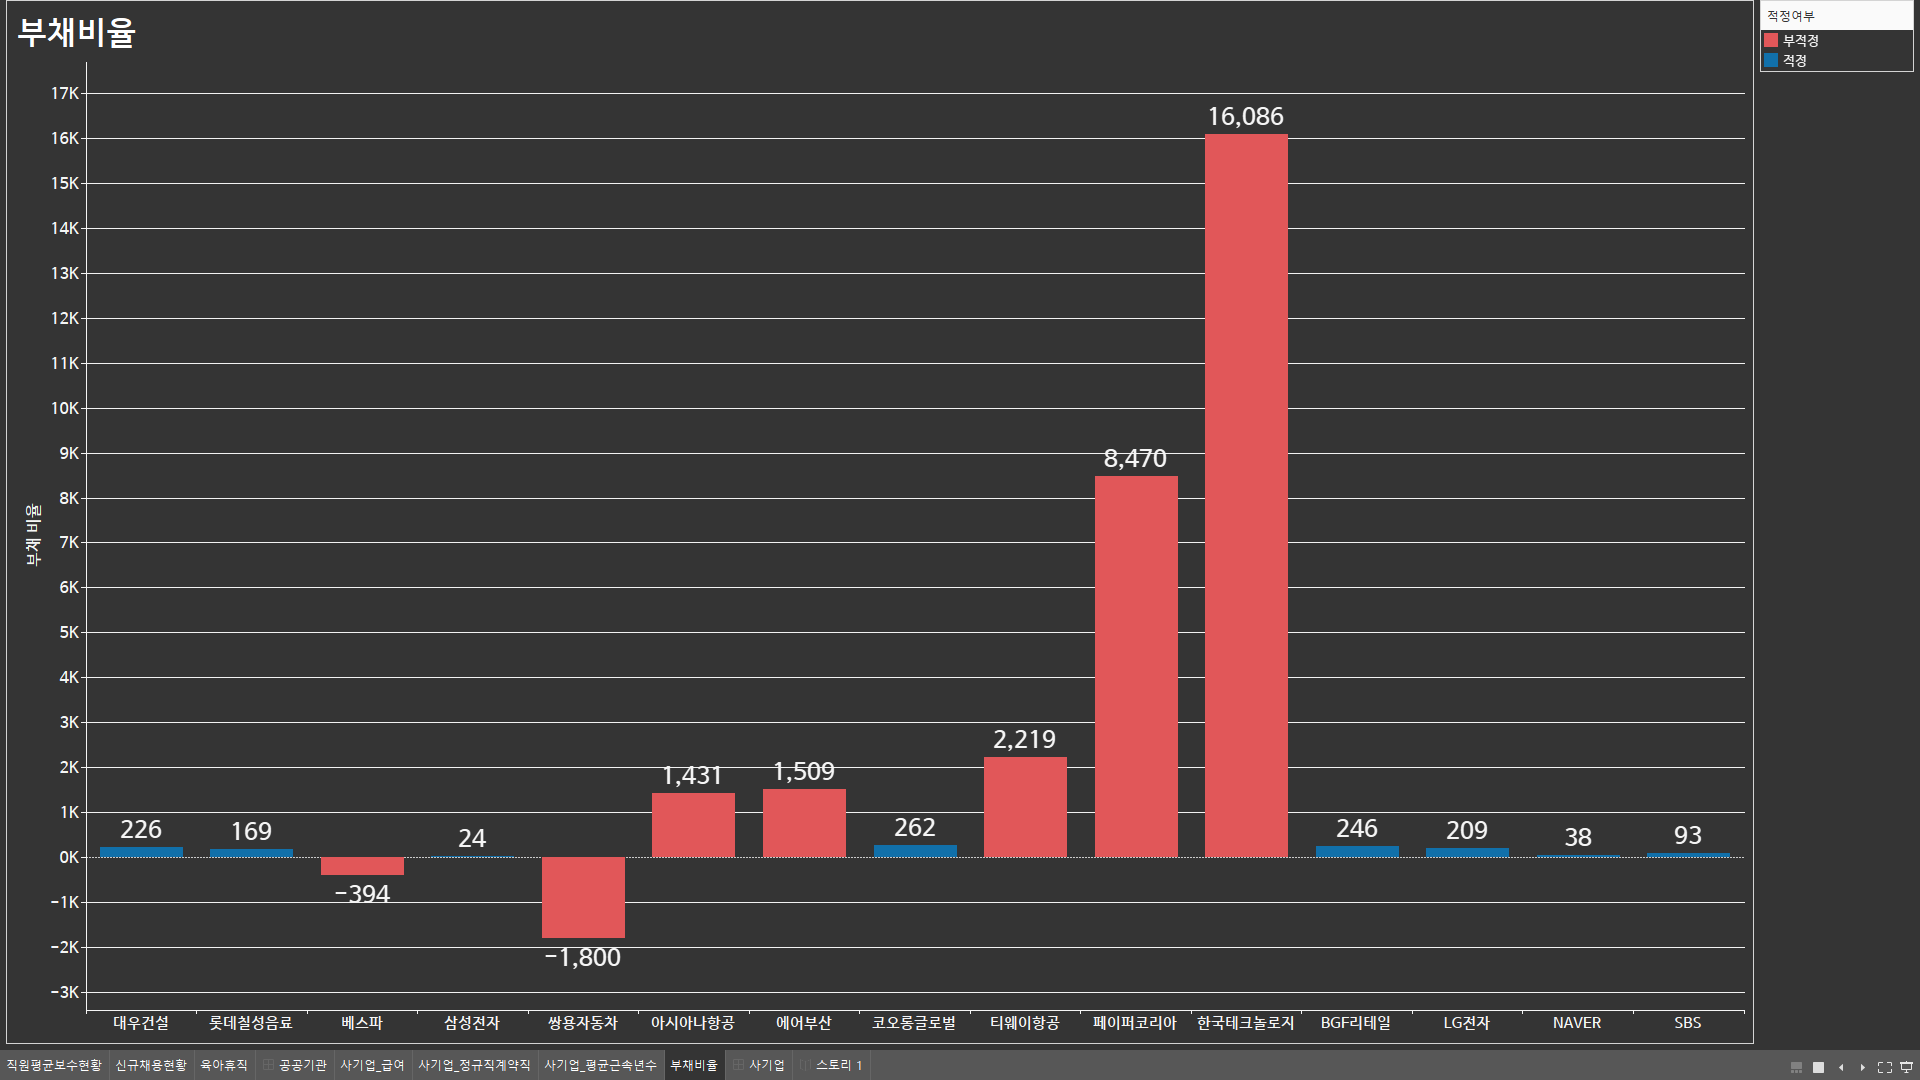 부채비율
적정여부
부적정
적정
17K
16K
15K
14K
13K
12K
11K
10K
9K
8K
7K
6K
5K
4K
3K
2K
1K
0K
-1K
-2K
-3K
부채 비율
226
169
-394
24
-1,800
1,431
1,509
262
2,219
8,470
16,086
246
209
38
93
대우건설 롯데칠성음료 베스파 삼성전자 쌍용자동차 아시아나항공 에어부산 코오롱글로벌 티웨이항공 페이퍼코리아 한국테크놀로지 BGF리테일 LG전자 NAVER SBS
직원평균보수현황 신규채용현황 육아휴직 공공기관 사기업_급여 사기업_정규직계약직 사기업_평균근속년수 부채비율 사기업 스토리 1